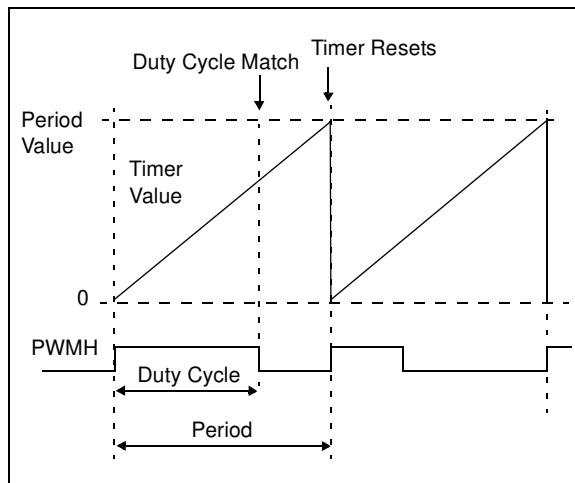 Timer Resets
Duty Cycle Match
Period
Value
Timer
Value
0
PWMH
Duty Cycle
Period